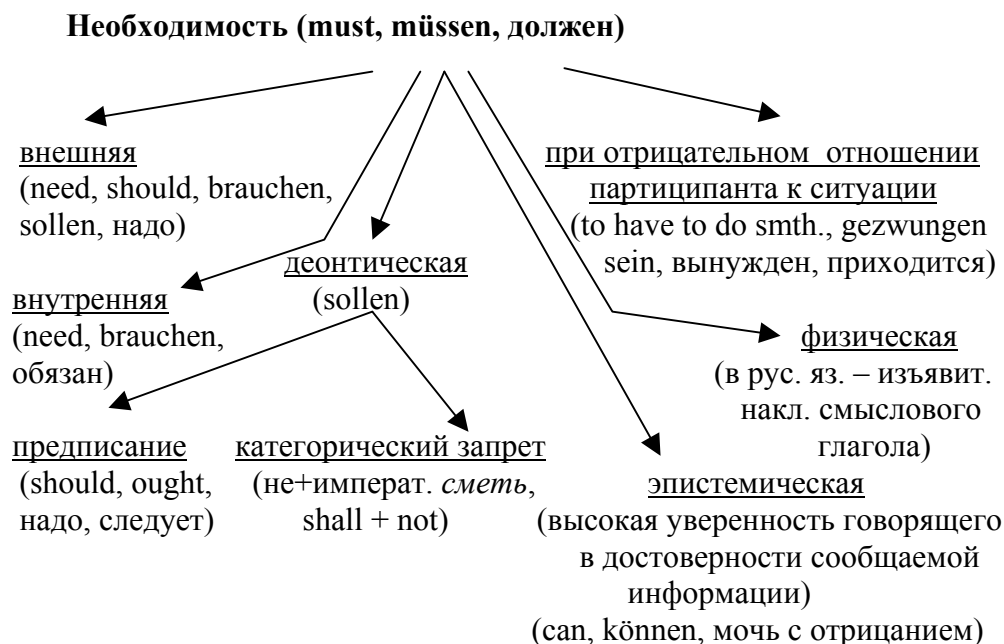 Необходимость (must, müssen, должен)
внешняя
(need, should, brauchen,
sollen, надо)
при отрицательном отношении
партиципанта к ситуации
(to have to do smth., gezwungen
sein, вынужден, приходится)
деонтическая
(sollen)
внутренняя
(need, brauchen,
обязан)
физическая
(в рус. яз. – изъявит.
накл. смыслового
глагола)
предписание
(should, ought,
надо, следует)
категорический запрет
(не+императ. сметь,
shall + not)
эпистемическая
(высокая уверенность говорящего
в достоверности сообщаемой
информации)
(can, können, мочь с отрицанием)